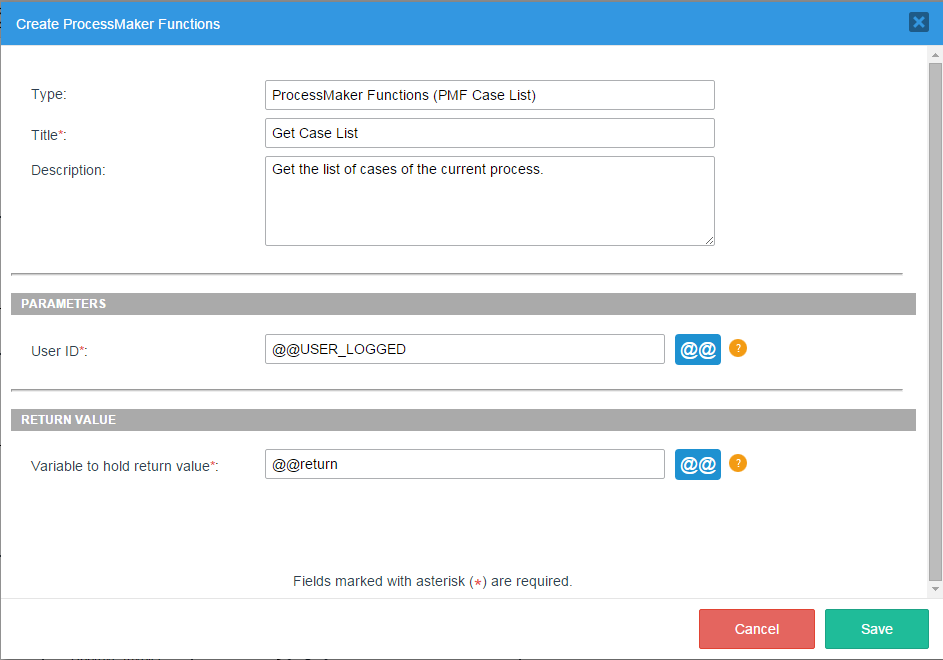 Create ProcessMaker Functions
Type:
ProcessMaker Functions (PMF Case List)
Title*:
Get Case List
Description:
Get the list of cases of the current process.
PARAMETERS
User ID*:
@@USER_LOGGED
@@
?
RETURN VALUE
Variable to hold return value*:
@@return
@@
?
Fields marked with asterisk (*) are required.
Cancel
Save